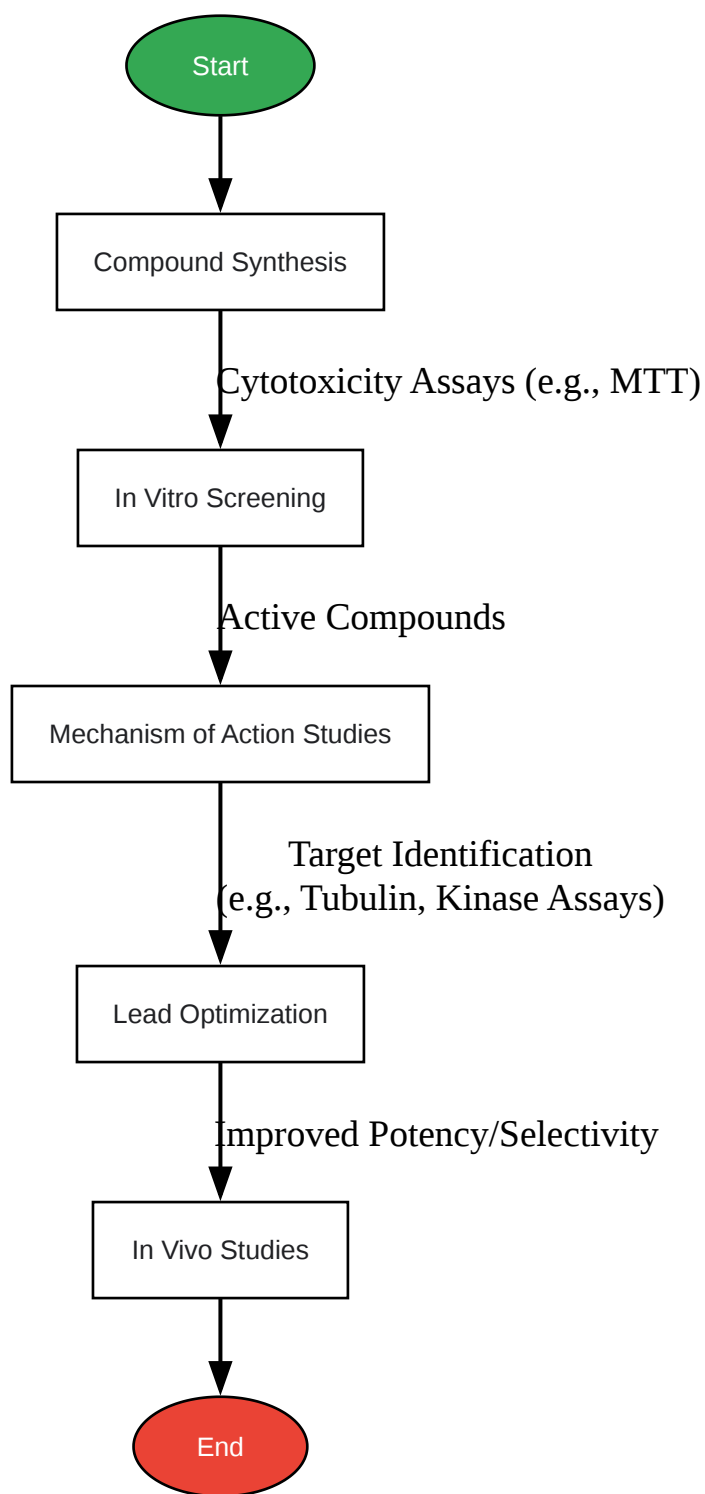 Start
Compound Synthesis
Cytotoxicity Assays (e.g., MTT)
In Vitro Screening
Active Compounds
Mechanism of Action Studies
Target Identification
(e.g., Tubulin, Kinase Assays)
Lead Optimization
Improved Potency/Selectivity
In Vivo Studies
End